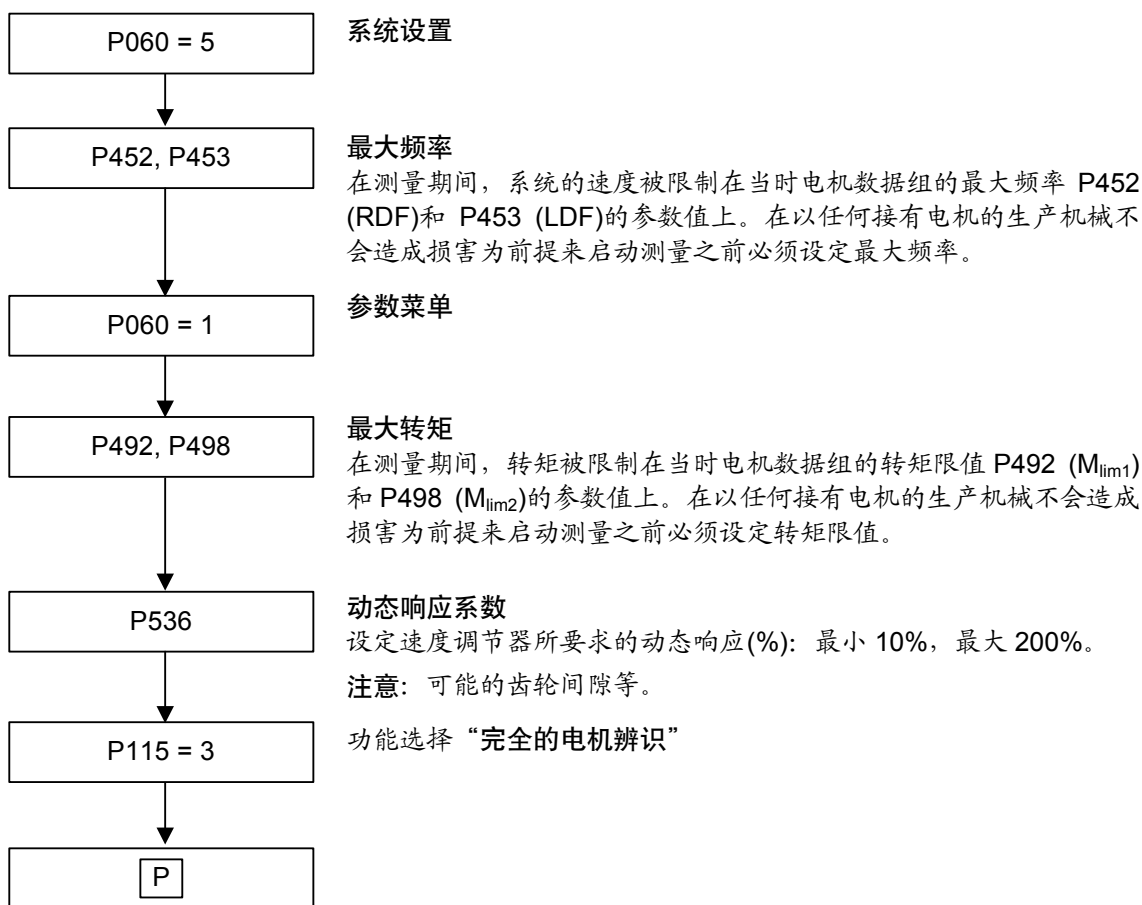 P060 = 5
系统设置
P452, P453
最大频率
在测量期间，系统的速度被限制在当时电机数据组的最大频率 P452
(RDF)和 P453 (LDF)的参数值上。在以任何接有电机的生产机械不
会造成损害为前提来启动测量之前必须设定最大频率。
P060 = 1
参数菜单
P492, P498
最大转矩
在测量期间，转矩被限制在当时电机数据组的转矩限值 P492 (Mlim1)
和 P498 (Mlim2)的参数值上。在以任何接有电机的生产机械不会造成
损害为前提来启动测量之前必须设定转矩限值。
P536
动态响应系数
设定速度调节器所要求的动态响应(%)：最小 10%，最大 200%。
注意：可能的齿轮间隙等。
P115 = 3
功能选择“完全的电机辨识”
P